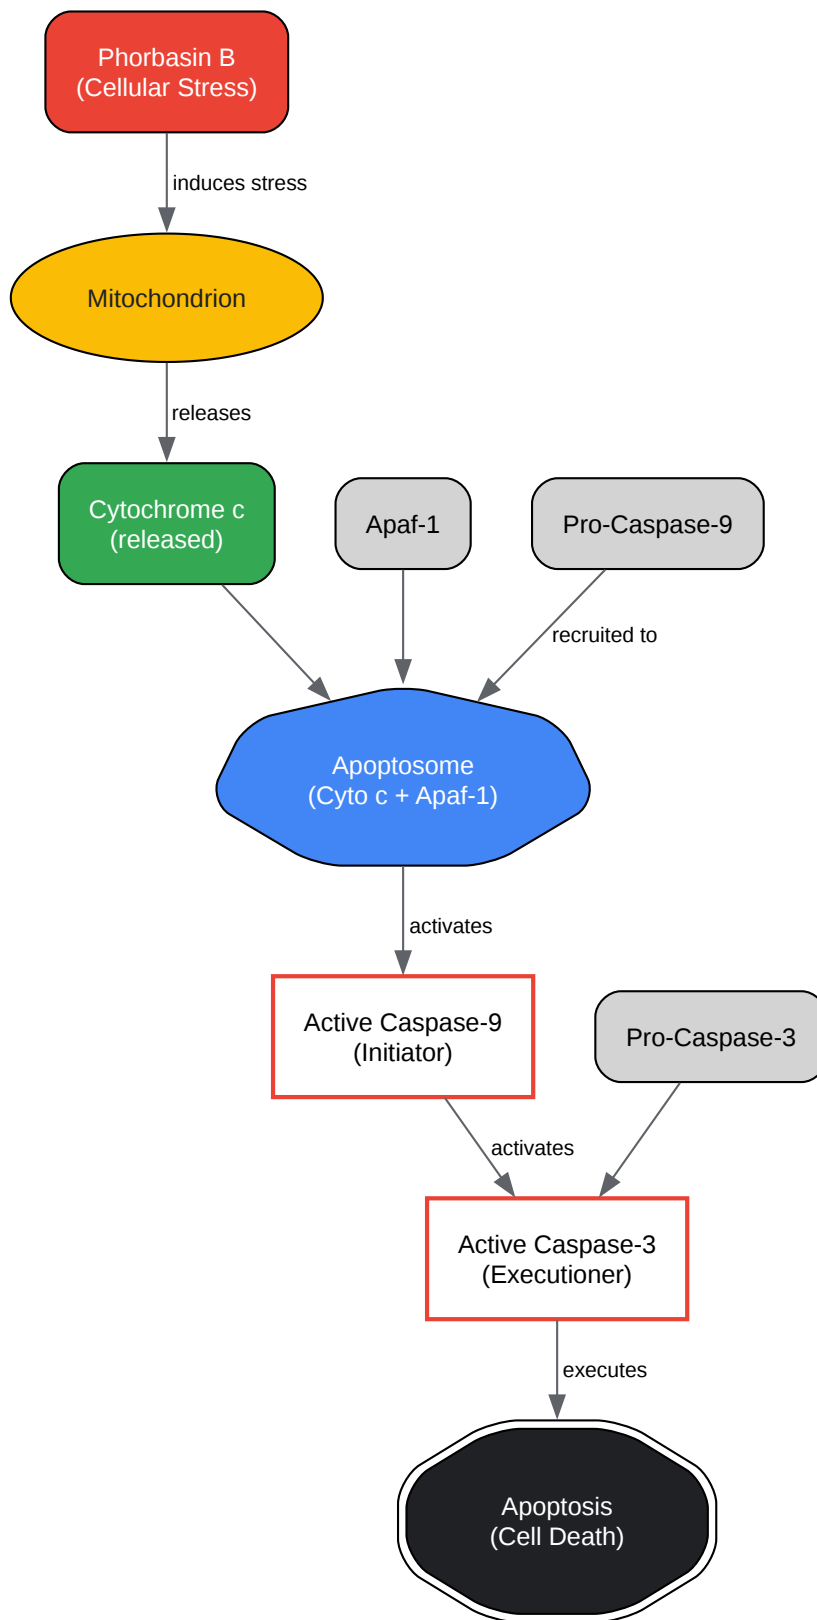 Phorbasin B
(Cellular Stress)
induces stress
Mitochondrion
releases
Cytochrome c
(released)
Apaf-1
Pro-Caspase-9
recruited to
Apoptosome
(Cyto c + Apaf-1)
activates
Active Caspase-9
(Initiator)
Pro-Caspase-3
activates
Active Caspase-3
(Executioner)
executes
Apoptosis
(Cell Death)